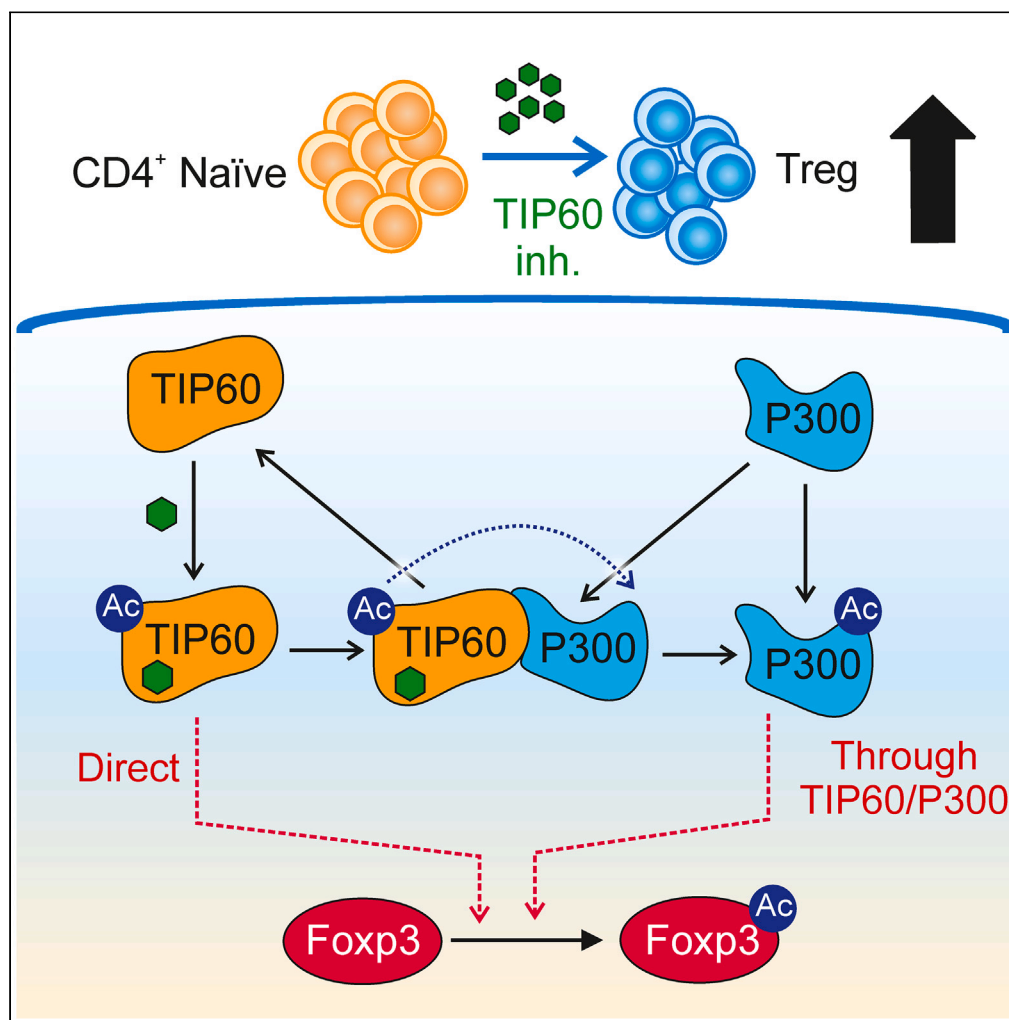 CD4⁺ Naïve
TIP60
inh.
Treg
TIP60
P300
Ac
TIP60
Ac
TIP60
P300
Ac
P300
Direct
Through
TIP60/P300
Foxp3
Foxp3
Ac